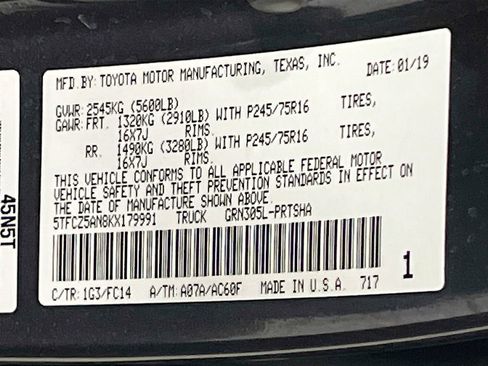 MFD.BY: TOYOTA MOTOR MANUFACTURING, TEXAS, INC. DATE: 01/19
GVWR: 2545KG (5600LB)
GAWR: FRT. 1320KG (2910LB) WITH P245/75R16 TIRES,
16X7J RIMS.
RR. 1490KG (3280LB) WITH P245/75R16 TIRES,
16X7J RIMS.
THIS VEHICLE CONFORMS TO ALL APPLICABLE FEDERAL MOTOR
VEHICLE SAFETY AND THEFT PREVENTION STANDARDS IN EFFECT ON
THE DATE OF MANUFACTURE SHOWN ABOVE.
5TFCZ5AN8KX179991 TRUCK GRN305L-PRTSHA
1
C/TR: 1G3/FC14 A/TM: A07A/AC60F MADE IN U.S.A. 717
45N5T